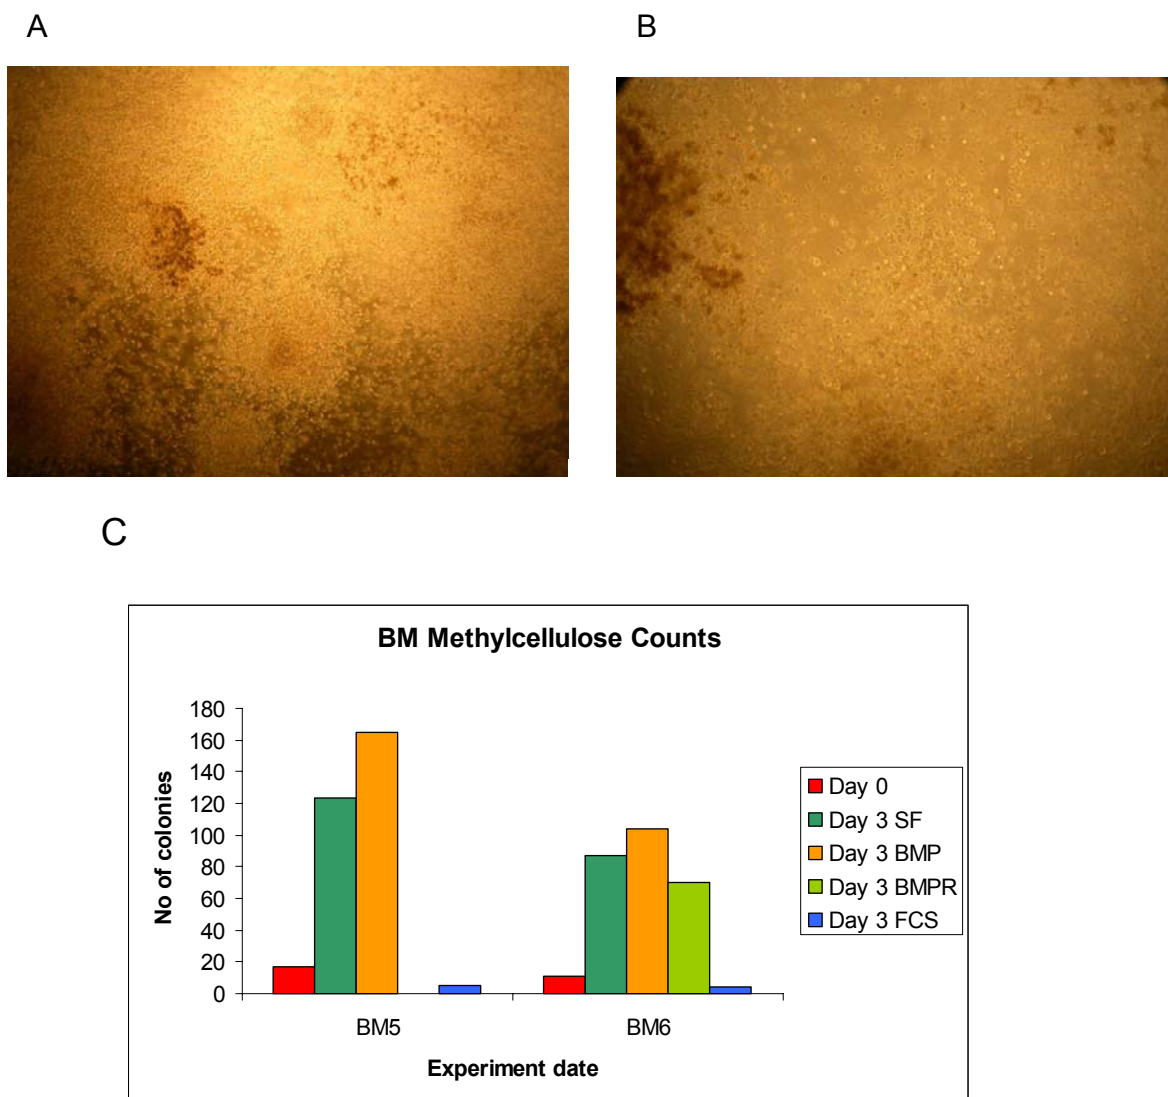 A
B
C
BM Methylcellulose Counts
No of colonies
180
160
140
120
100
80
60
40
20
0
BM5
BM6
Experiment date
Day 0
Day 3 SF
Day 3 BMP
Day 3 BMPR
Day 3 FCS